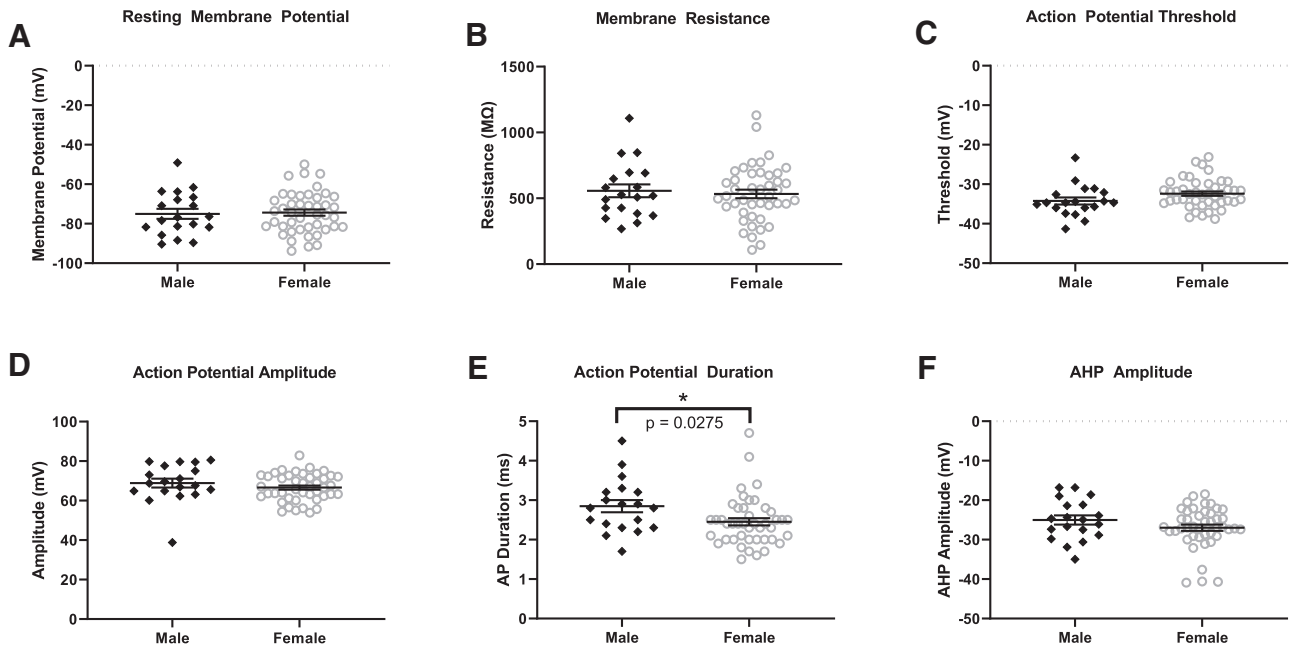 A
Resting Membrane Potential
Membrane Potential (mV)
0
-20
-40
-60
-80
-100
Male
Female
B
Membrane Resistance
Resistance (MΩ)
1500
1000
500
0
Male
Female
C
Action Potential Threshold
Threshold (mV)
0
-10
-20
-30
-40
-50
Male
Female
D
Action Potential Amplitude
Amplitude (mV)
100
80
60
40
20
0
Male
Female
E
Action Potential Duration
*
p = 0.0275
AP Duration (ms)
5
4
3
2
1
0
Male
Female
F
AHP Amplitude
AHP Amplitude (mV)
0
-10
-20
-30
-40
-50
Male
Female